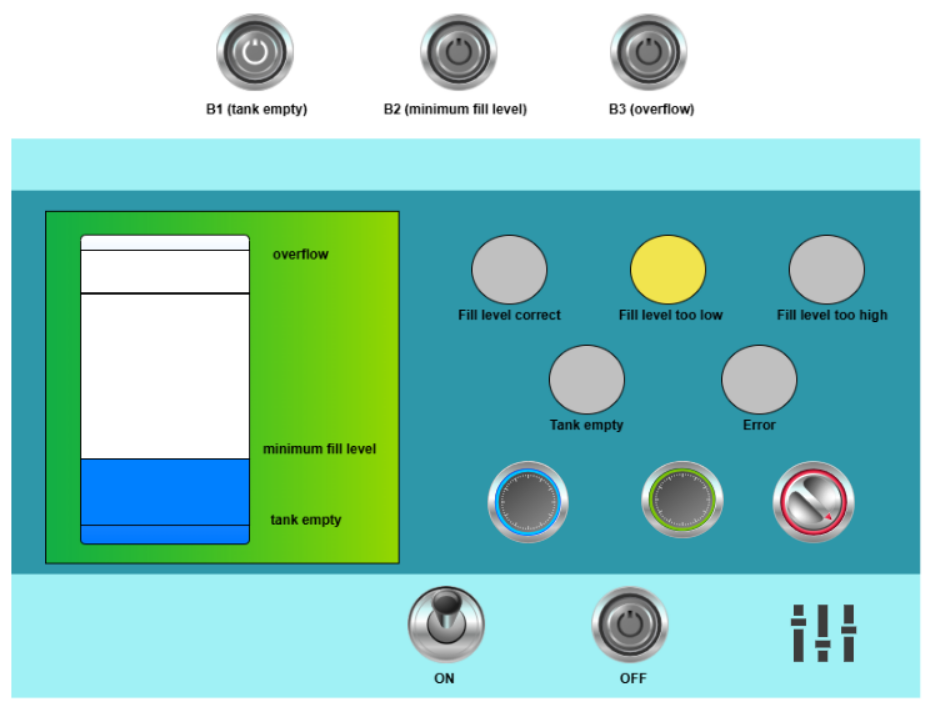 B1 (tank empty)
B2 (minimum fill level)
B3 (overflow)
overflow
Fill level correct
Fill level too low
Fill level too high
Tank empty
Error
minimum fill level
tank empty
ON
OFF